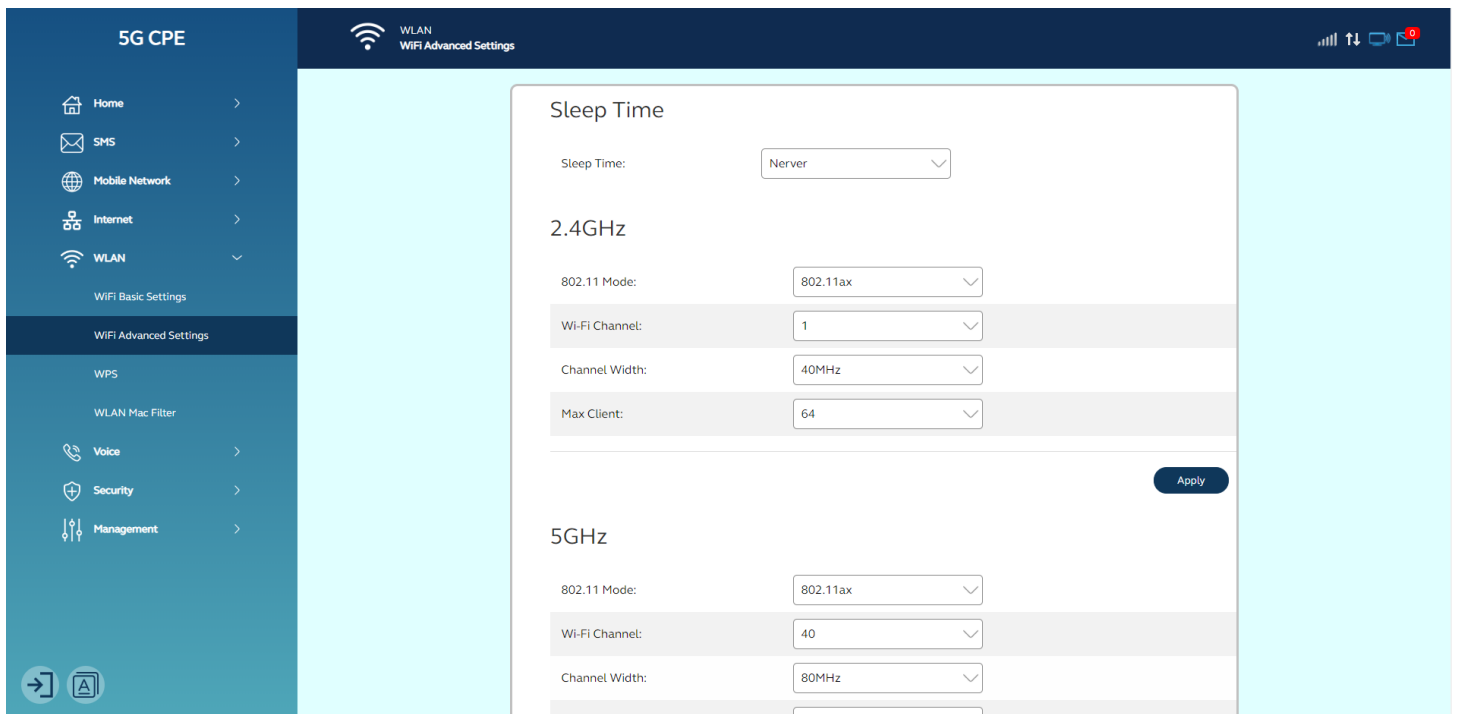 5G CPE
WLAN
WiFi Advanced Settings
0
Home
SMS
Mobile Network
Internet
WLAN
WiFi Basic Settings
WiFi Advanced Settings
WPS
WLAN Mac Filter
Voice
Security
Management
A
Sleep Time
Sleep Time: Nerver
2.4GHz
802.11 Mode: 802.11ax
Wi-Fi Channel: 1
Channel Width: 40MHz
Max Client: 64
Apply
5GHz
802.11 Mode: 802.11ax
Wi-Fi Channel: 40
Channel Width: 80MHz